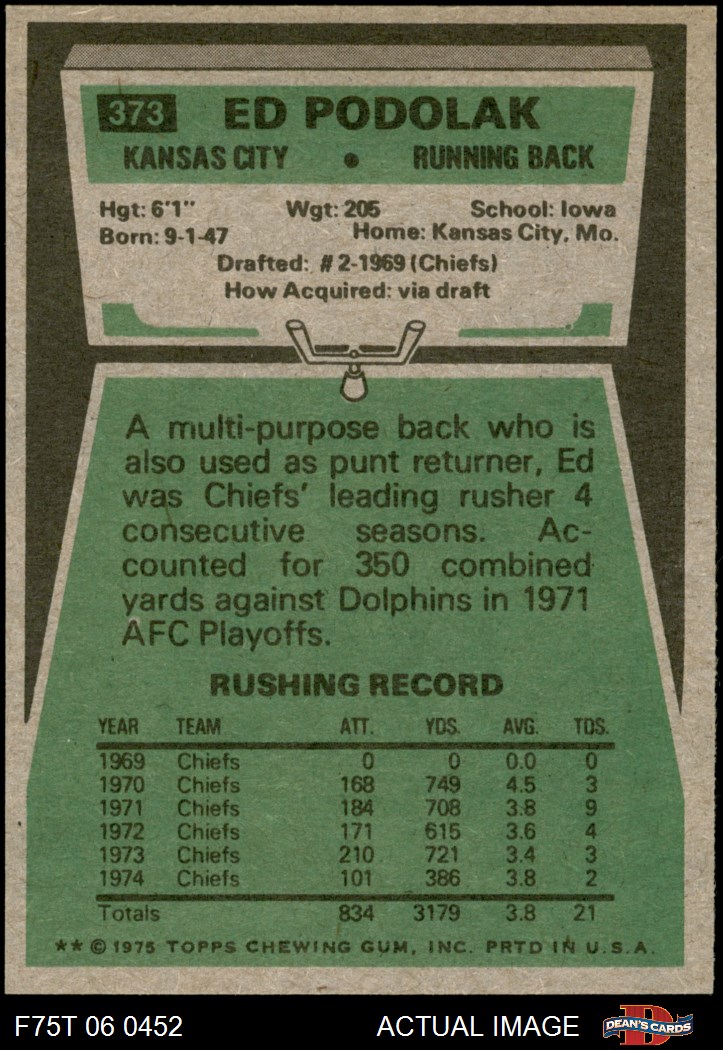 373 ED PODOLAK
KANSAS CITY • RUNNING BACK
Hgt: 6'1" Wgt: 205 School: Iowa
Born: 9-1-47 Home: Kansas City, Mo.
Drafted: #2-1969 (Chiefs)
How Acquired: via draft
A multi-purpose back who is
also used as punt returner, Ed
was Chiefs' leading rusher 4
consecutive seasons. Ac-
counted for 350 combined
yards against Dolphins in 1971
AFC Playoffs.
RUSHING RECORD
YEAR TEAM ATT. YDS. AVG. TDS.
1969 Chiefs 0 0 0.0 0
1970 Chiefs 168 749 4.5 3
1971 Chiefs 184 708 3.8 9
1972 Chiefs 171 615 3.6 4
1973 Chiefs 210 721 3.4 3
1974 Chiefs 101 386 3.8 2
Totals 834 3179 3.8 21
** © 1975 TOPPS CHEWING GUM, INC. PRTD IN U.S.A.
F75T 06 0452 ACTUAL IMAGE D DEAN'S CARDS